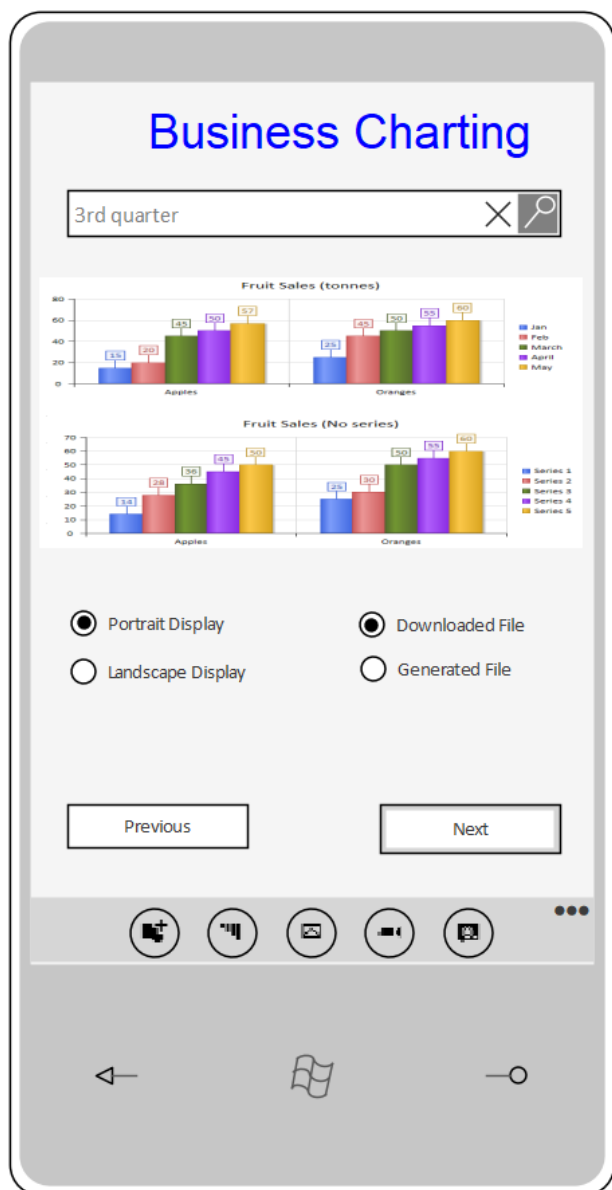 Business Charting
3rd quarter
Fruit Sales (tonnes)
80
60
40
20
0
15
20
45
50
57
25
45
50
55
60
Apples
Oranges
Jan
Feb
March
April
May
Fruit Sales (No series)
70
60
50
40
30
20
10
0
14
28
36
45
50
25
30
50
55
60
Apples
Oranges
Series 1
Series 2
Series 3
Series 4
Series 5
Portrait Display
Downloaded File
Landscape Display
Generated File
Previous
Next